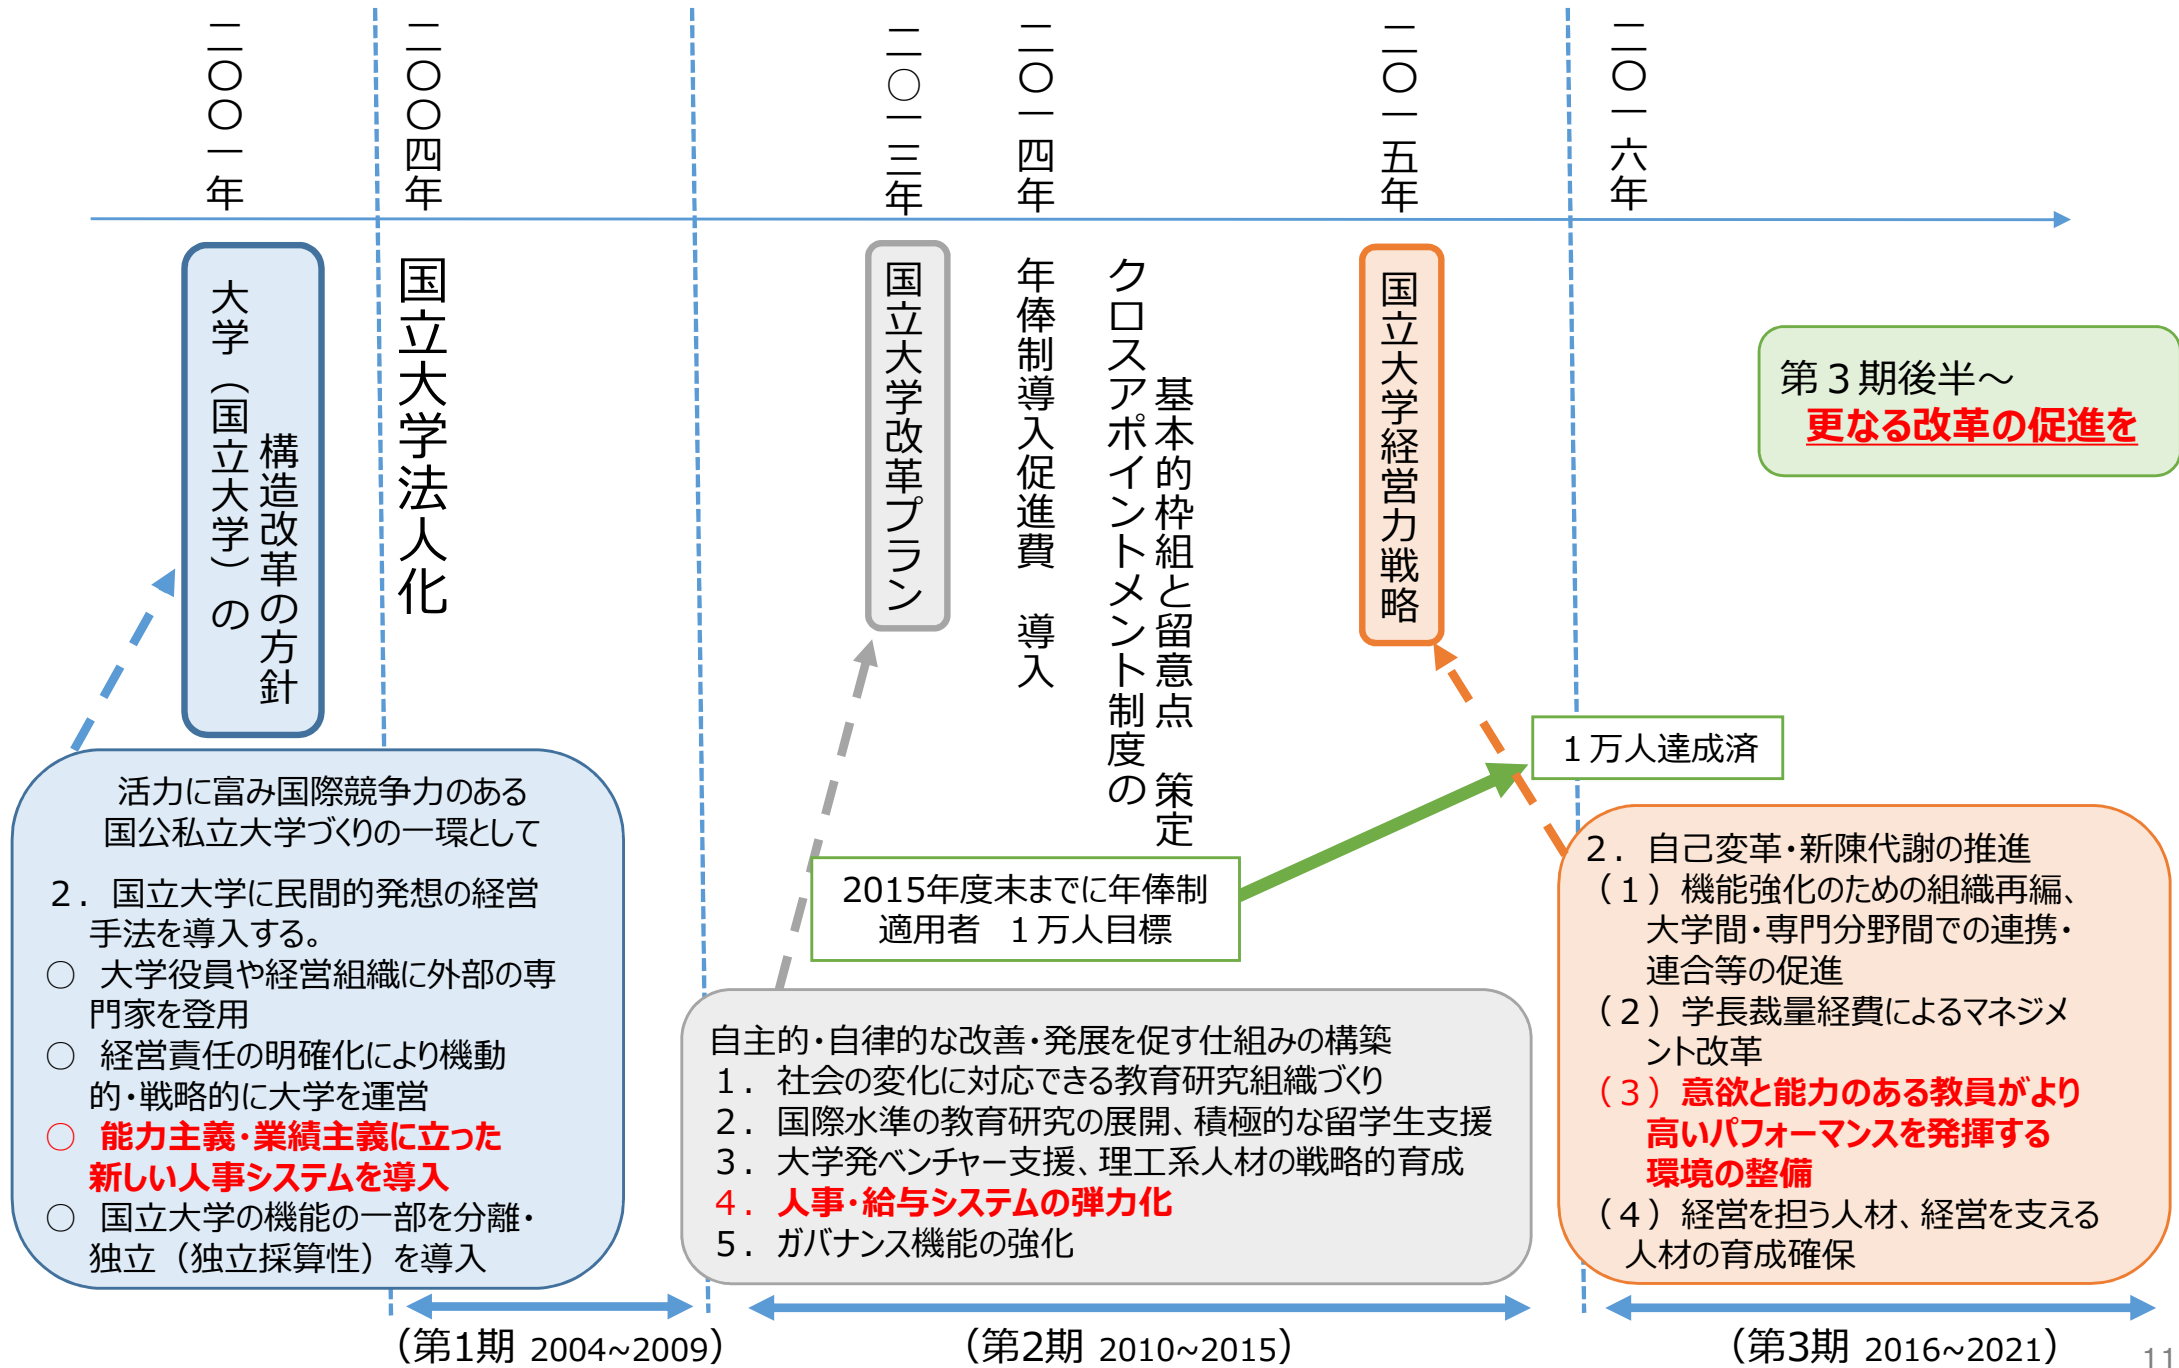 二〇〇一年
二〇〇四年
二〇一三年
二〇一四年
二〇一五年
二〇一六年
大学（国立大学）の
構造改革の方針
国立大学法人化
国立大学改革プラン
年俸制導入促進費　導入
クロスアポイントメント制度の
基本的枠組と留意点　策定
国立大学経営力戦略
第３期後半～
更なる改革の促進を
１万人達成済
2015年度末までに年俸制
適用者　１万人目標
活力に富み国際競争力のある
国公私立大学づくりの一環として
２．国立大学に民間的発想の経営
手法を導入する。
○ 大学役員や経営組織に外部の専
門家を登用
○ 経営責任の明確化により機動
的・戦略的に大学を運営
○ 能力主義・業績主義に立った
新しい人事システムを導入
○ 国立大学の機能の一部を分離・
独立（独立採算性）を導入
自主的・自律的な改善・発展を促す仕組みの構築
１．社会の変化に対応できる教育研究組織づくり
２．国際水準の教育研究の展開、積極的な留学生支援
３．大学発ベンチャー支援、理工系人材の戦略的育成
４．人事・給与システムの弾力化
５．ガバナンス機能の強化
２．自己変革・新陳代謝の推進
（１）機能強化のための組織再編、
大学間・専門分野間での連携・
連合等の促進
（２）学長裁量経費によるマネジメ
ント改革
（３）意欲と能力のある教員がより
高いパフォーマンスを発揮する
環境の整備
（４）経営を担う人材、経営を支える
人材の育成確保
（第1期 2004~2009）
（第2期 2010~2015）
（第3期 2016~2021）
11